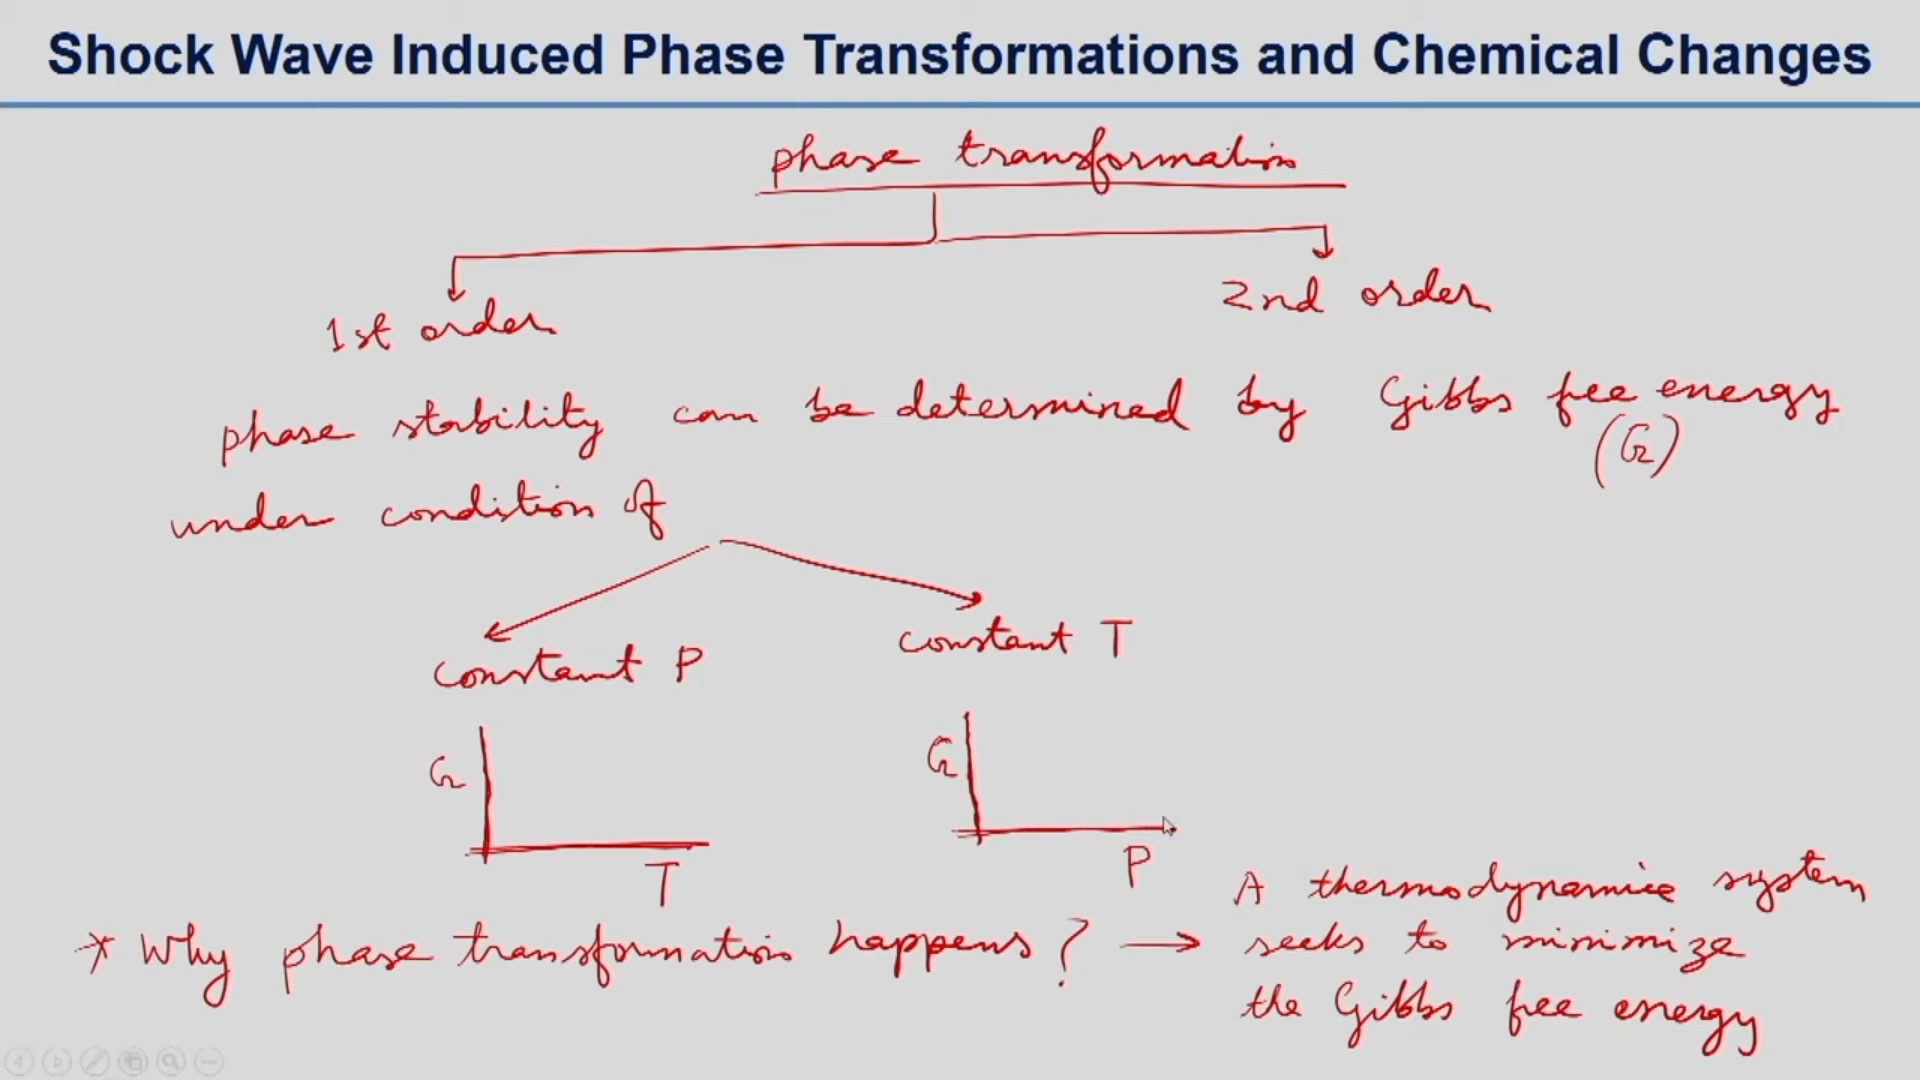 Shock Wave Induced Phase Transformations and Chemical Changes
phase transformation
1st order
2nd order
phase stability can be determined by Gibbs free energy
(G)
under condition of
constant P
constant T
G
T
G
P
* Why phase transformation happens? →
A thermodynamic system
seeks to minimize
the Gibbs free energy